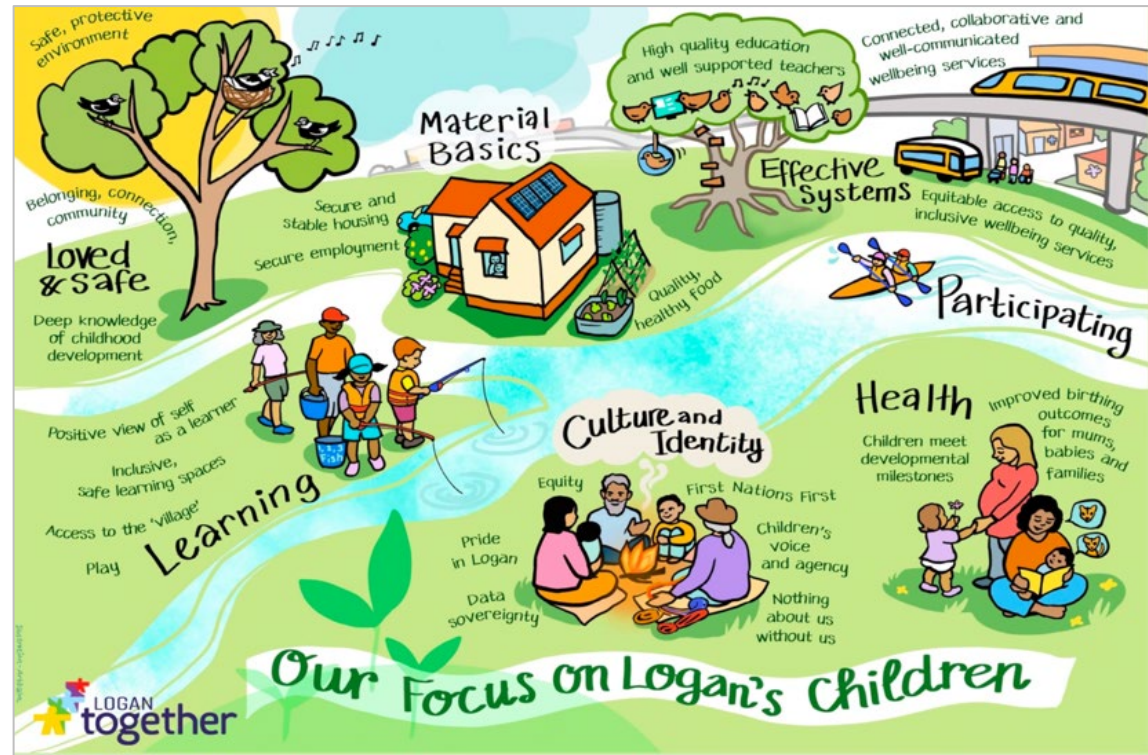 Safe, protective
environment
Belonging, connection,
community
Loved
& Safe
Deep knowledge
of childhood
development
Material
Basics
Secure and
stable housing
Secure employment
Quality,
healthy food
High quality education
and well supported teachers
Effective
Systems
Connected, collaborative and
well-communicated
wellbeing services
Equitable access to quality,
inclusive wellbeing services
Participating
Positive view of self
as a learner
Inclusive,
safe learning spaces
Access to the 'village'
Play
Learning
Fish
Culture and
Identity
Equity
First Nations First
Pride
in Logan
Children's
voice
and agency
Data
sovereignty
Nothing
about us
without us
Health
Children meet
developmental
milestones
Improved birthing
outcomes
for mums,
babies and
families
Our Focus on Logan's Children
LOGAN
together